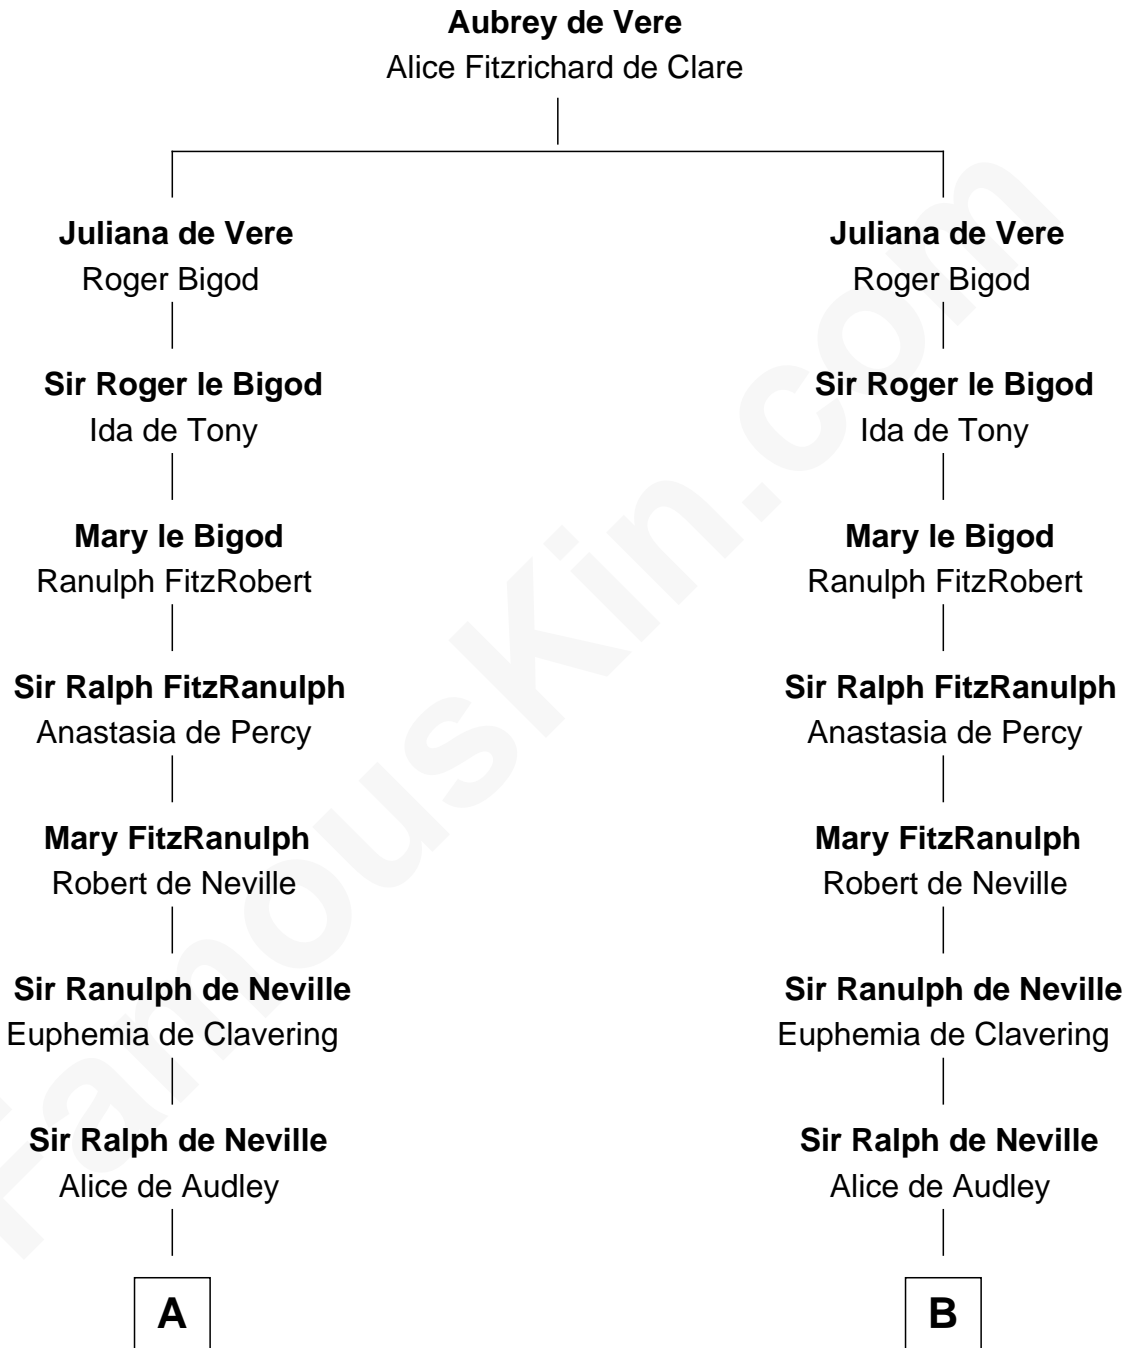 Aubrey de Vere
Alice Fitzrichard de Clare
Juliana de Vere
Roger Bigod
Sir Roger le Bigod
Ida de Tony
Mary le Bigod
Ranulph FitzRobert
Sir Ralph FitzRanulph
Anastasia de Percy
Mary FitzRanulph
Robert de Neville
Sir Ranulph de Neville
Euphemia de Clavering
Sir Ralph de Neville
Alice de Audley
A
Juliana de Vere
Roger Bigod
Sir Roger le Bigod
Ida de Tony
Mary le Bigod
Ranulph FitzRobert
Sir Ralph FitzRanulph
Anastasia de Percy
Mary FitzRanulph
Robert de Neville
Sir Ranulph de Neville
Euphemia de Clavering
Sir Ralph de Neville
Alice de Audley
B
FamousKin.com